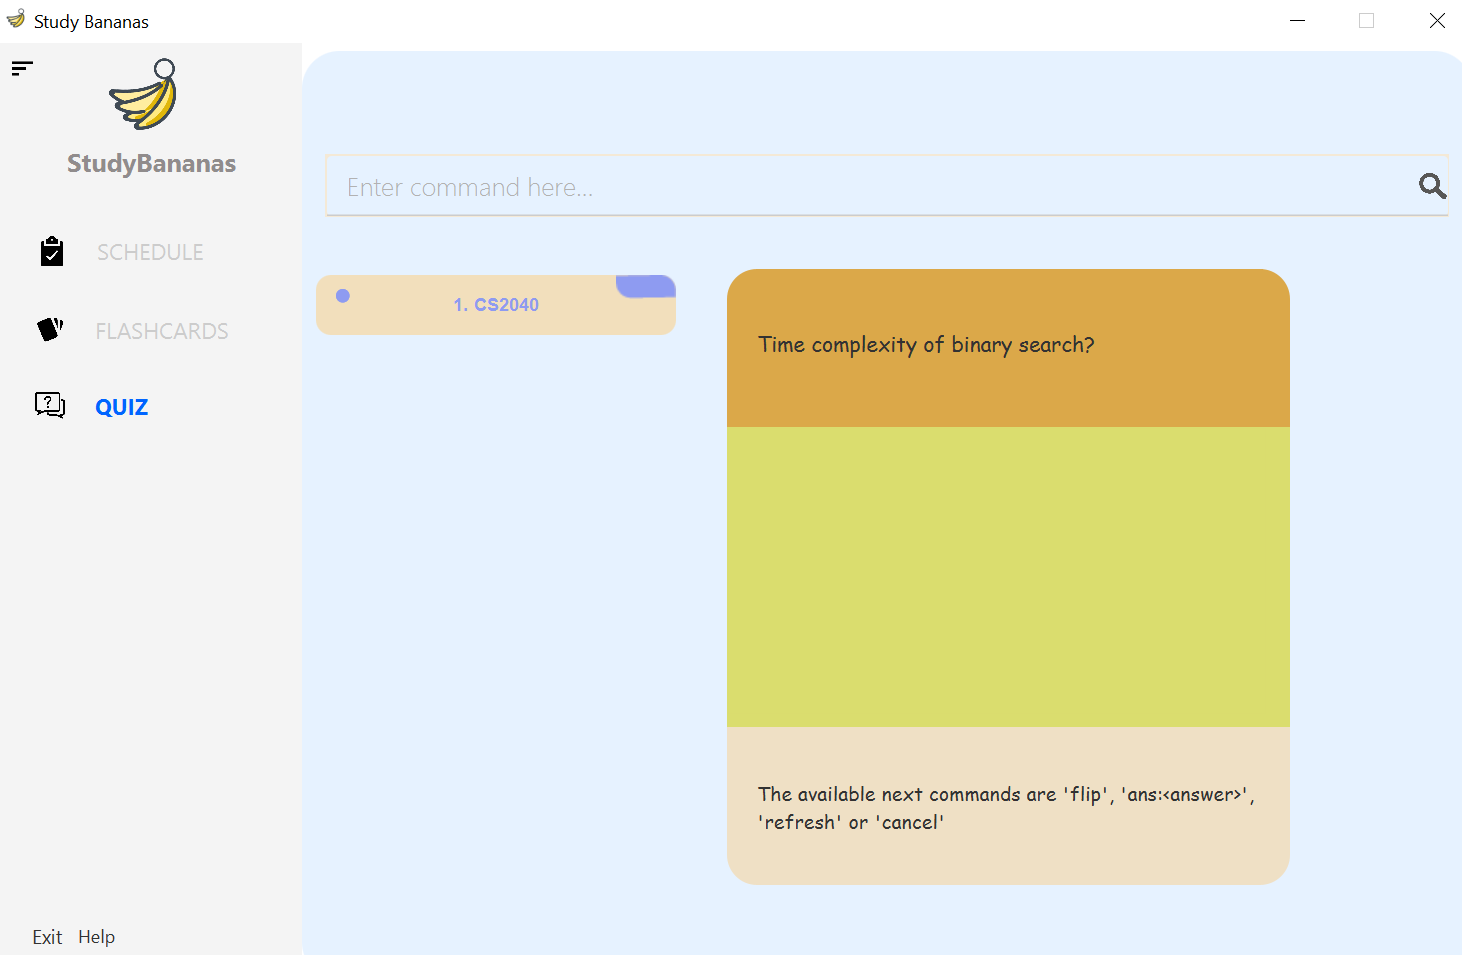 Study Bananas
StudyBananas
SCHEDULE
FLASHCARDS
QUIZ
Exit Help
Enter command here...
1. CS2040
Time complexity of binary search?
The available next commands are 'flip', 'ans:<answer>',
'refresh' or 'cancel'